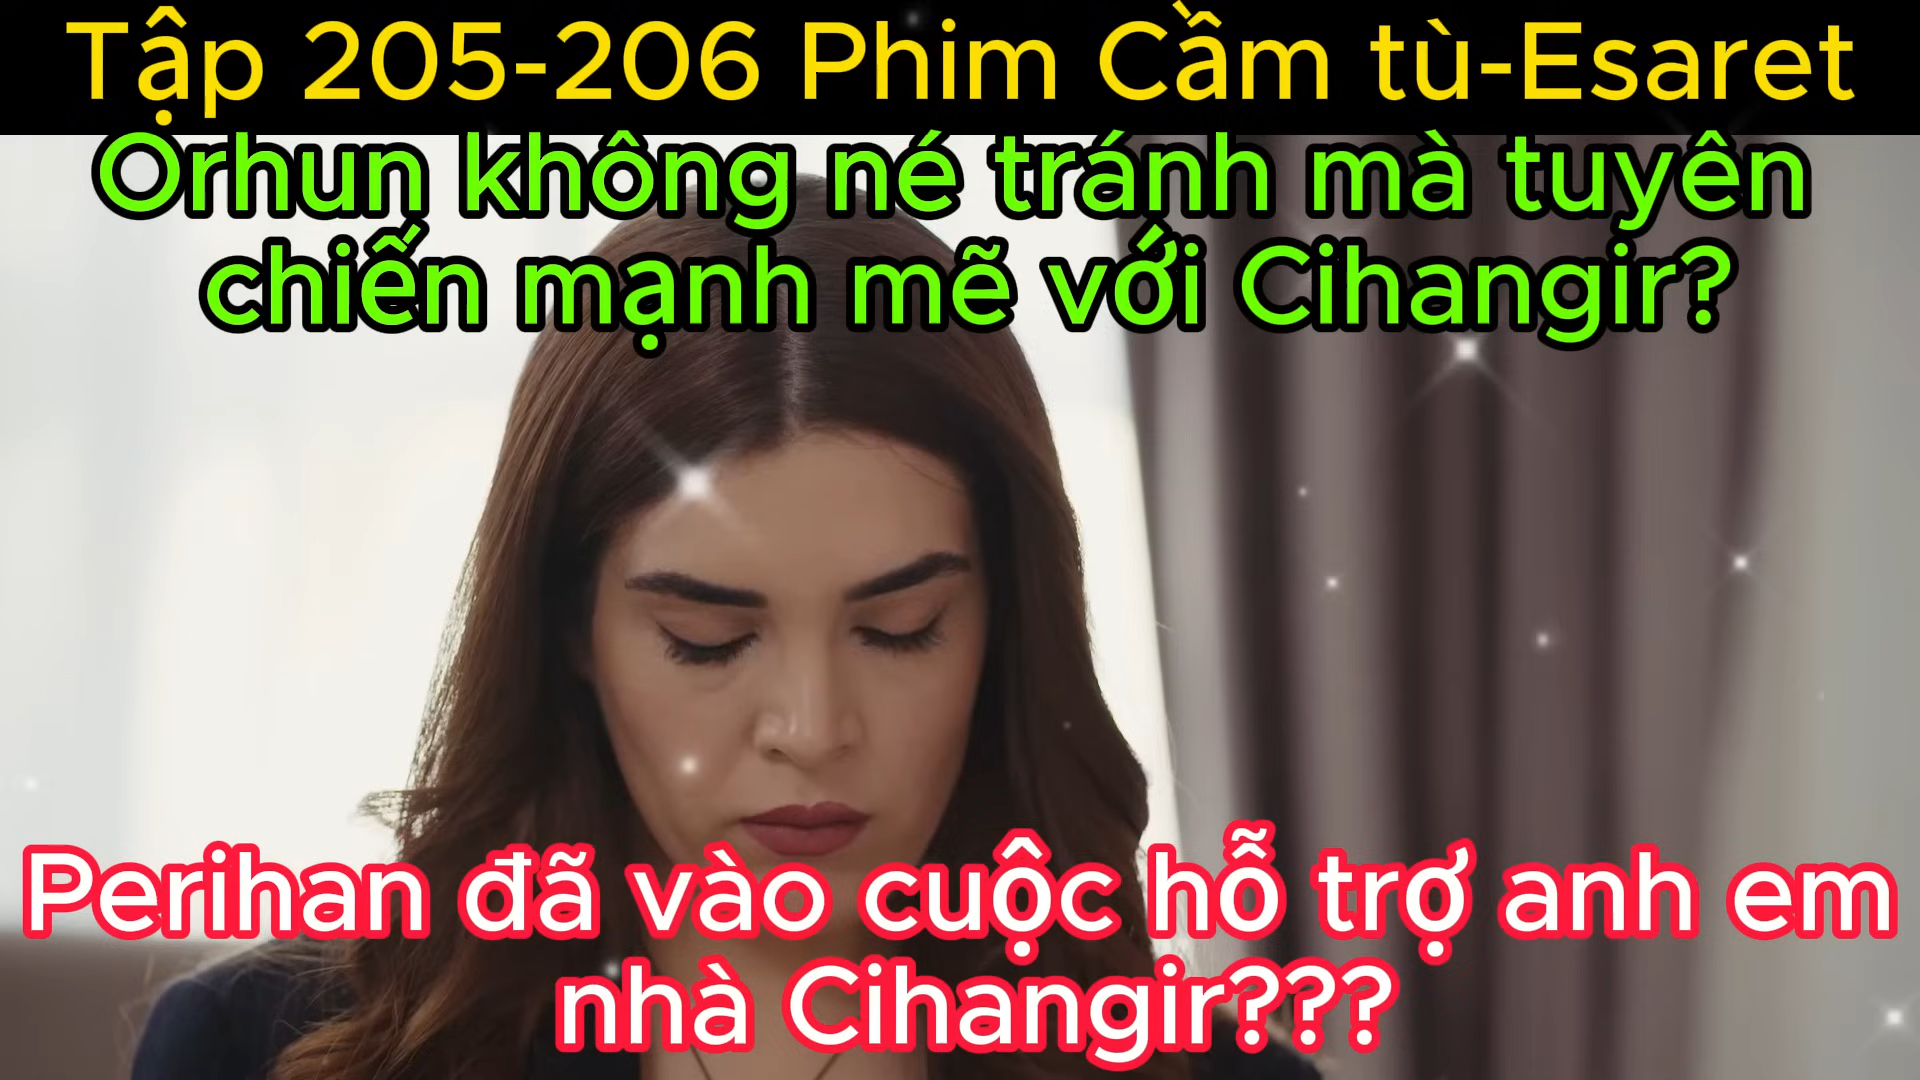 Tập 205-206 Phim Cầm tù-Esaret
Orhun không né tránh mà tuyên
chiến mạnh mẽ với Cihangir?
Perihan đã vào cuộc hỗ trợ anh em
nhà Cihangir???